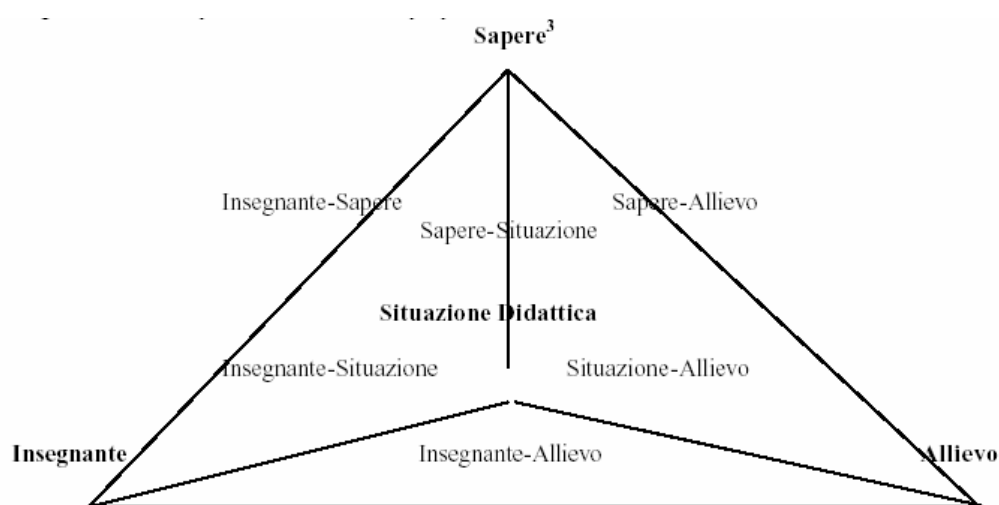 Sapere³
Insegnante-Sapere
Sapere-Allievo
Sapere-Situazione
Situazione Didattica
Insegnante-Situazione
Situazione-Allievo
Insegnante
Insegnante-Allievo
Allievo